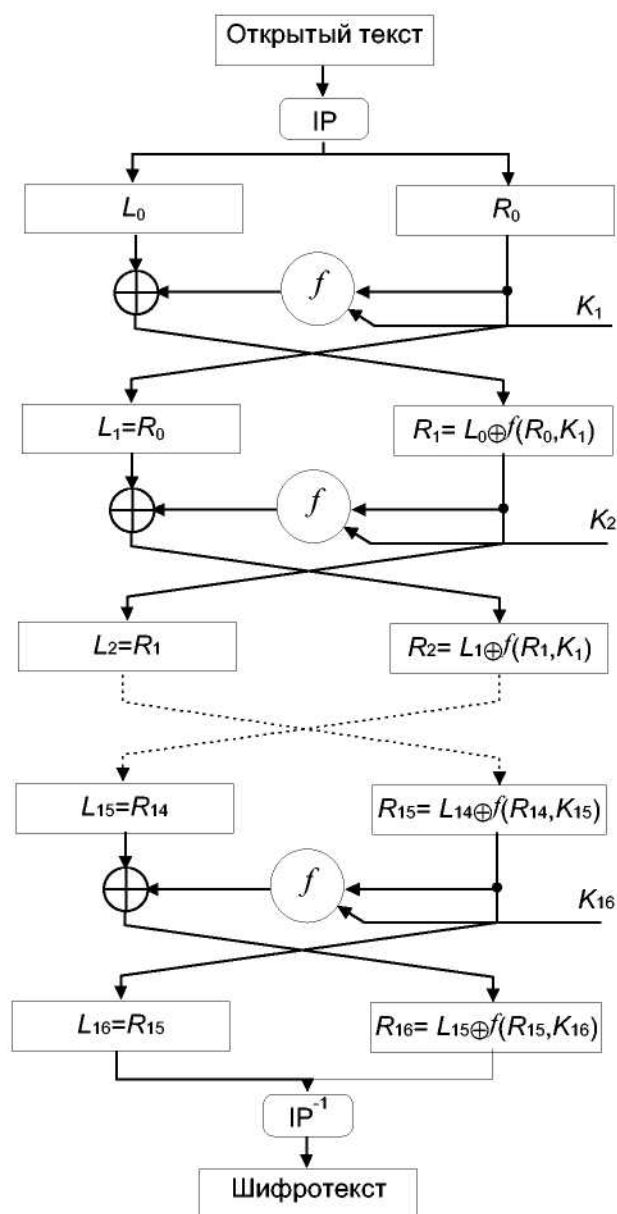 Открытый текст
IP
L₀
R₀
f
K₁
L₁=R₀
R₁= L₀⊕f(R₀,K₁)
f
K₂
L₂=R₁
R₂= L₁⊕f(R₁,K₁)
L₁₅=R₁₄
R₁₅= L₁₄⊕f(R₁₄,K₁₅)
f
K₁₆
L₁₆=R₁₅
R₁₆= L₁₅⊕f(R₁₅,K₁₆)
IP⁻¹
Шифротекст